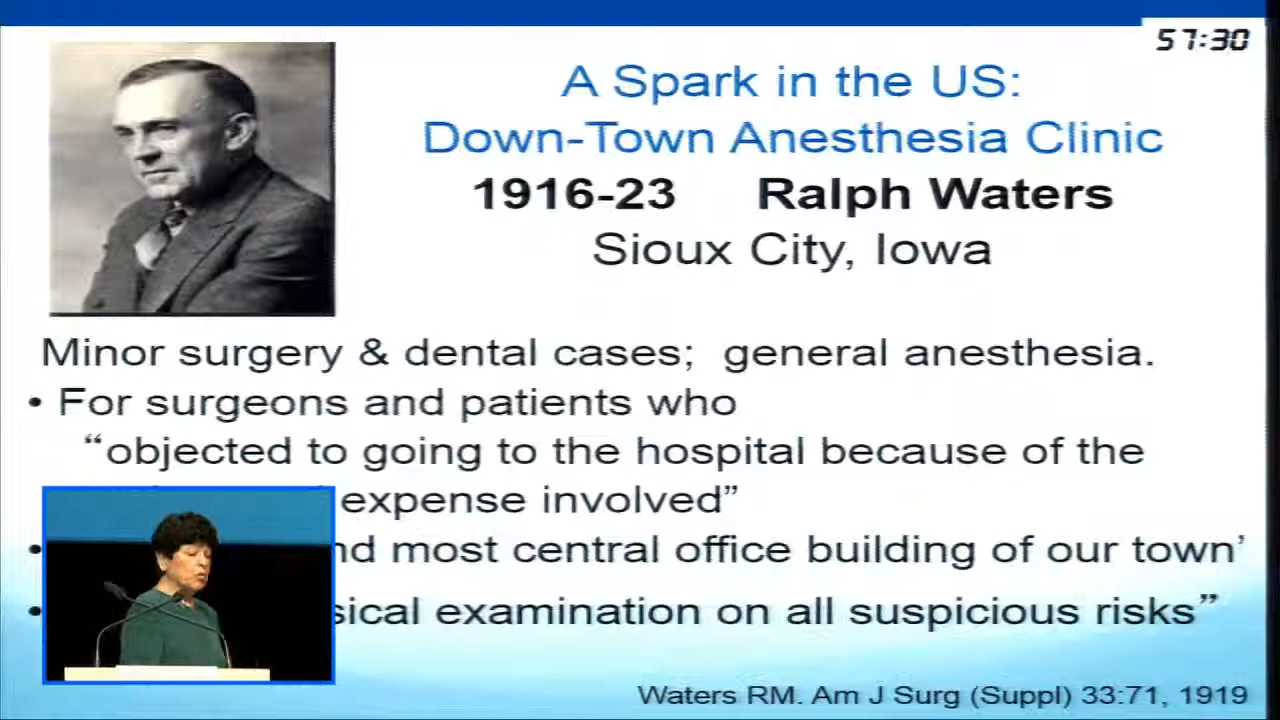 57:30
A Spark in the US:
Down-Town Anesthesia Clinic
1916-23 Ralph Waters
Sioux City, Iowa
Minor surgery & dental cases; general anesthesia.
• For surgeons and patients who
“objected to going to the hospital because of the
expense involved”
• most central office building of our town’
• examination on all suspicious risks”
Waters RM. Am J Surg (Suppl) 33:71, 1919